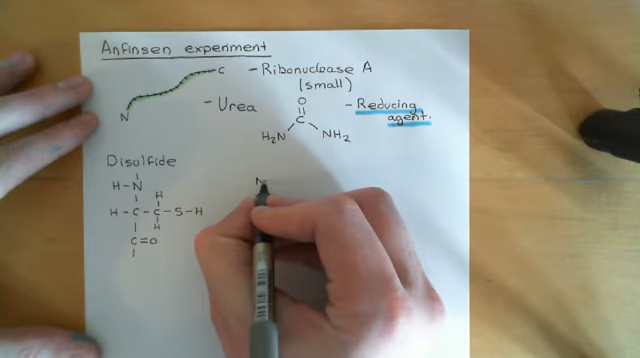 Anfinsen experiment
C - Ribonuclease A
(small)
N
- Urea
O
C
H₂N NH₂
- Reducing
agent.
Disulfide
H-N
H
H-C-C-S-H
H
C=O
N